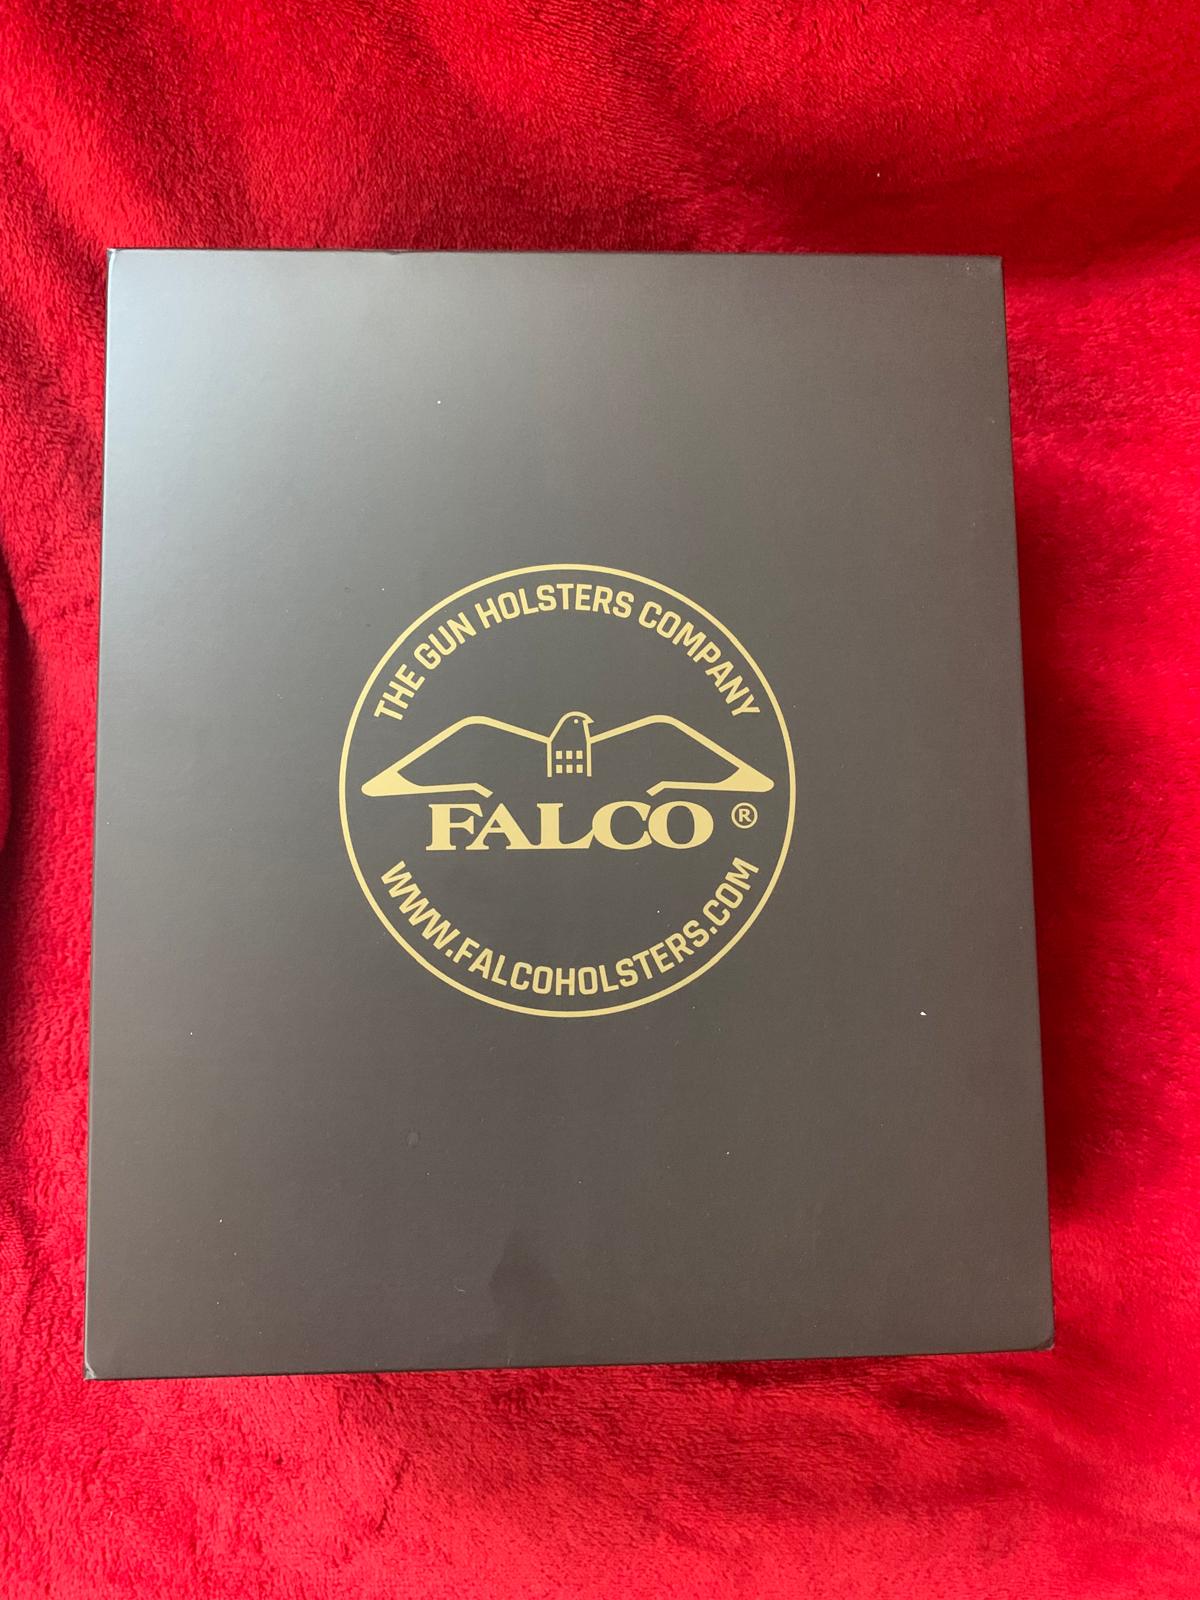 THE GUN HOLSTERS COMPANY
FALCO ®
WWW.FALCOHOLSTERS.COM